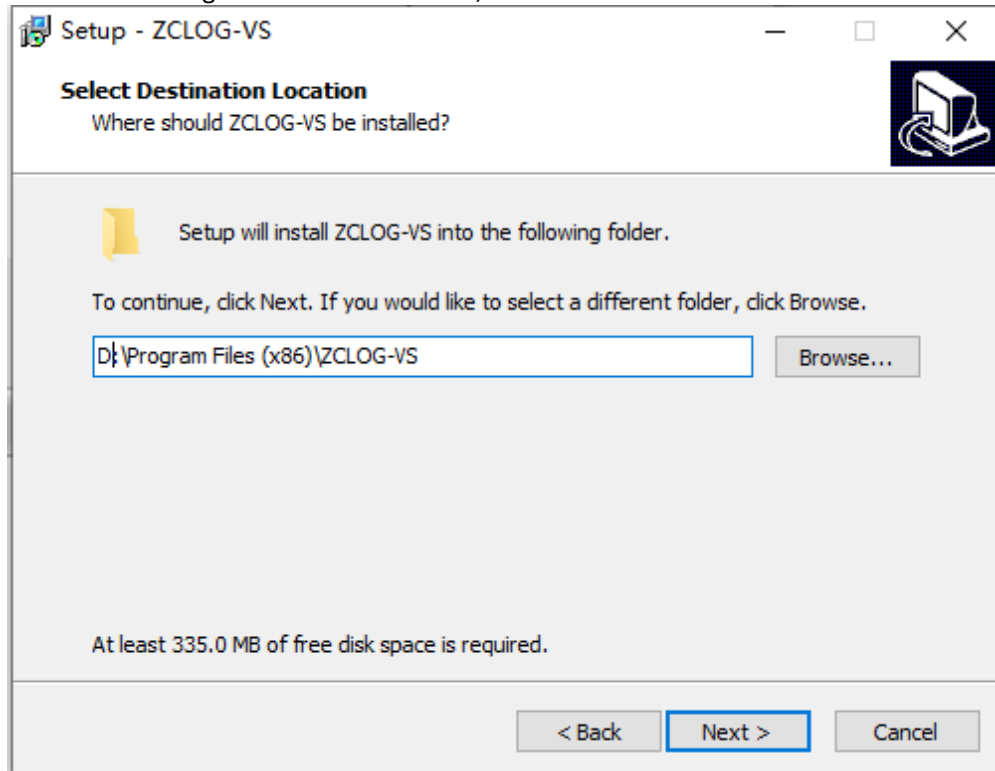 Setup - ZCLOG-VS
Select Destination Location
Where should ZCLOG-VS be installed?
Setup will install ZCLOG-VS into the following folder.
To continue, click Next. If you would like to select a different folder, click Browse.
D:\Program Files (x86)\ZCLOG-VS
Browse...
At least 335.0 MB of free disk space is required.
< Back
Next >
Cancel